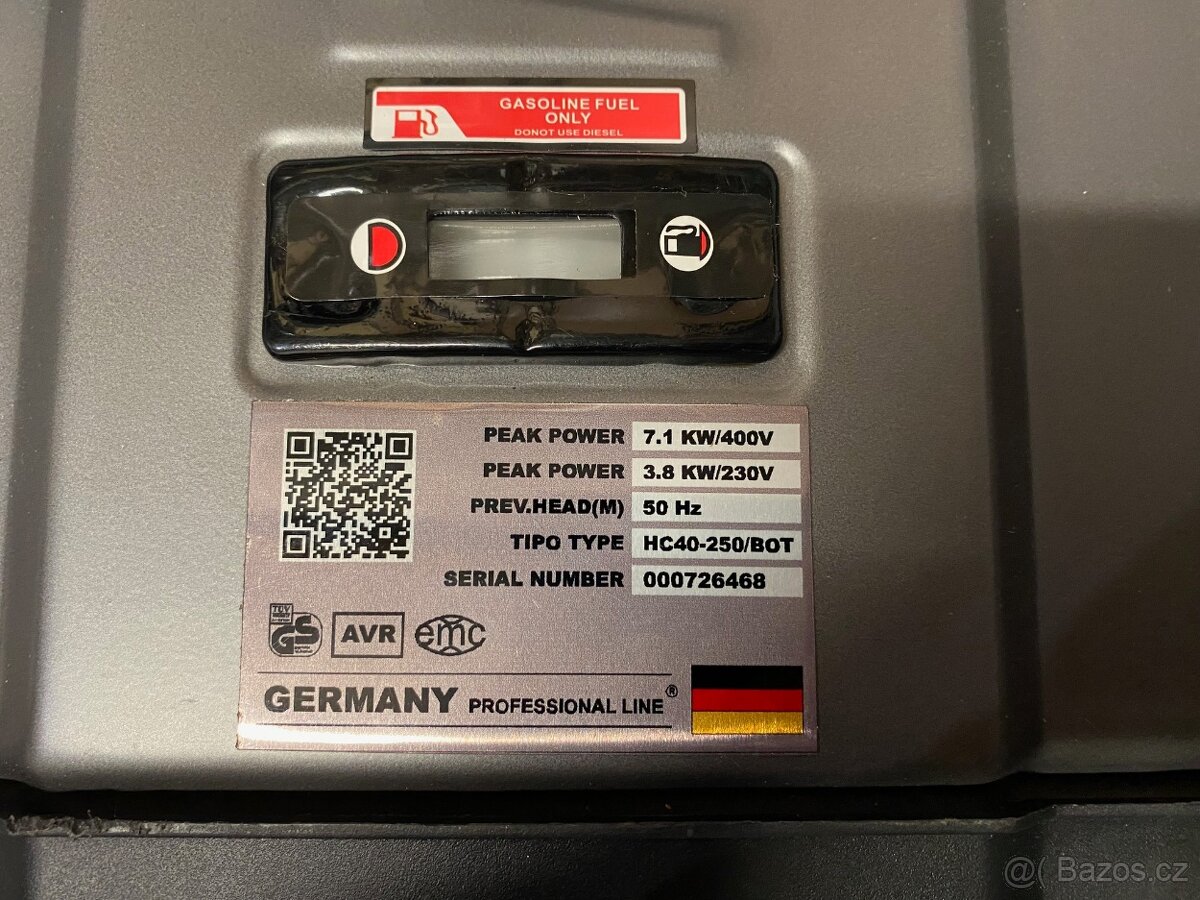 GASOLINE FUEL
ONLY
DONOT USE DIESEL
PEAK POWER 7.1 KW/400V
PEAK POWER 3.8 KW/230V
PREV.HEAD(M) 50 Hz
TIPO TYPE HC40-250/BOT
SERIAL NUMBER 000726468
TÜV
GS
AVR
emc
GERMANY PROFESSIONAL LINE ®
@( Bazos.cz